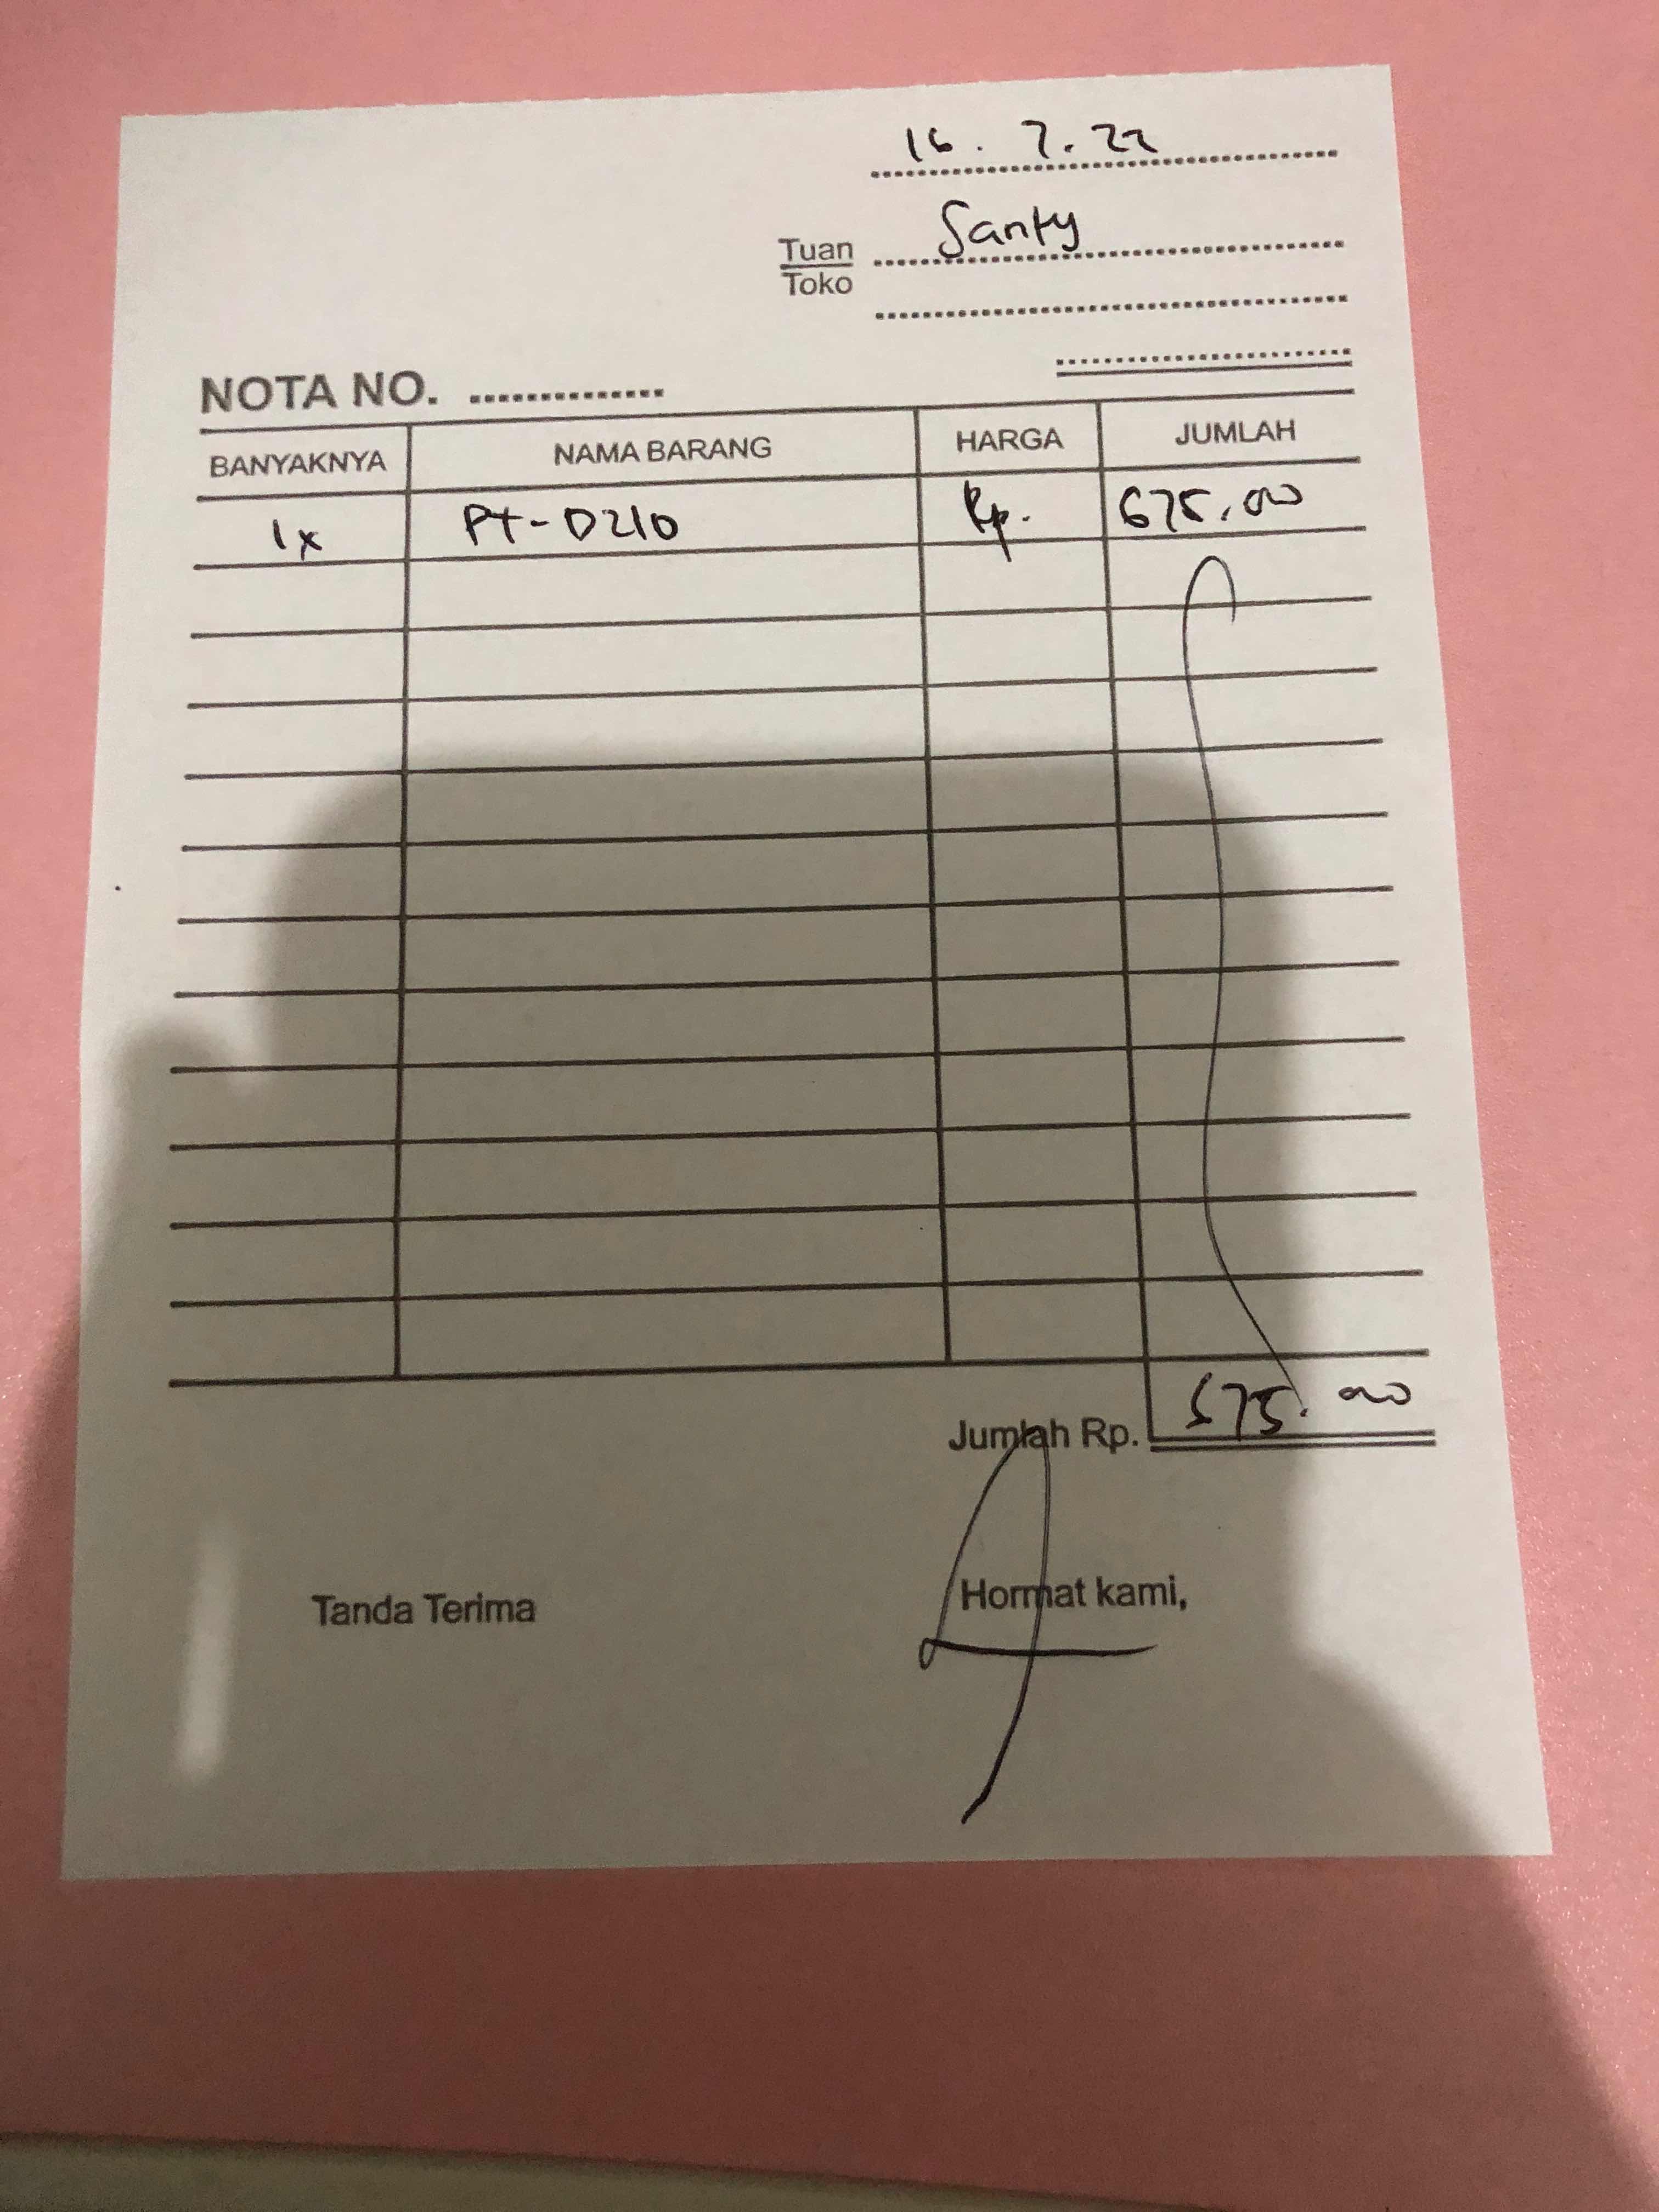 16. 7. 22
Tuan Santy
Toko
NOTA NO.
BANYAKNYA NAMA BARANG HARGA JUMLAH
1x PT-D210 Rp. 675.000
Jumlah Rp. 675.000
Tanda Terima Hormat kami,